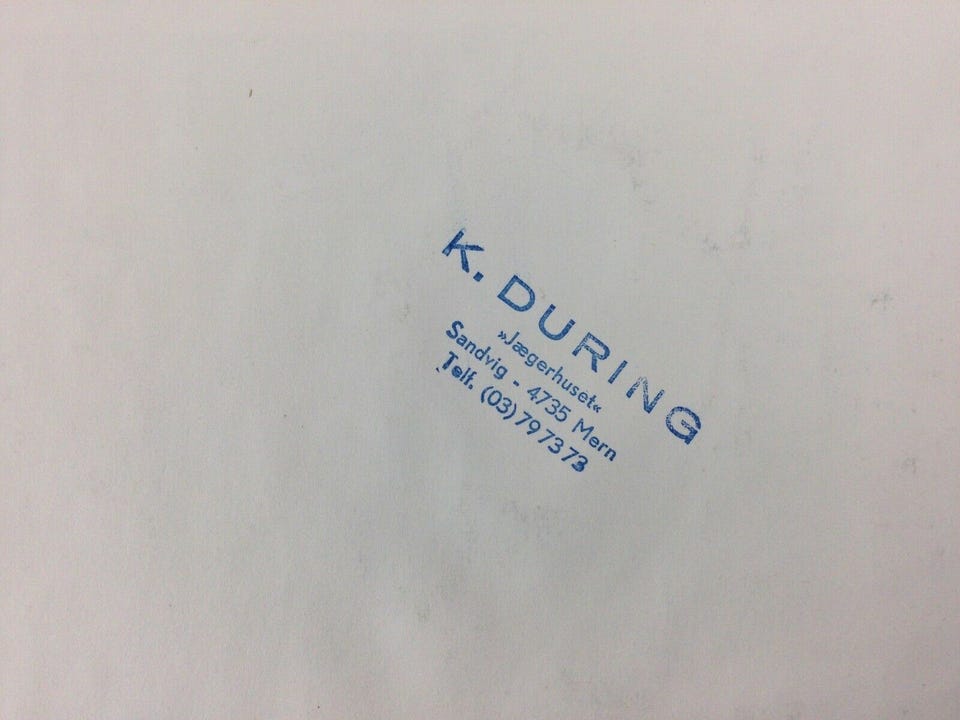 K. DURING
»Jægerhuset«
Sandvig - 4735 Mern
Telf. (03) 79 73 73